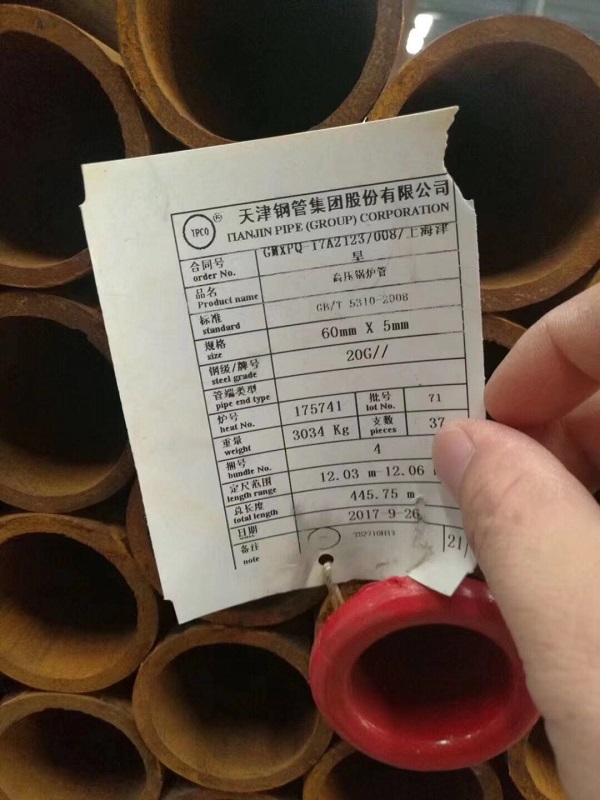 TPCO ® 天津钢管集团股份有限公司
TIANJIN PIPE (GROUP) CORPORATION
合同号 order No. GMXPQ-17A2123/008/上海津
品名 Product name 高压锅炉管
标准 standard GB/T 5310-2008
规格 size 60mm X 5mm
钢级/牌号 steel grade 20G//
管端类型 pipe end type
炉号 heat No. 175741 批号 lot No. 71
重量 weight 3034 Kg 支数 pieces 37
捆号 bundle No. 4
定尺范围 length range 12.03 m-12.06
总长度 total length 445.75 m
日期 2017-9-26
备注 note 21